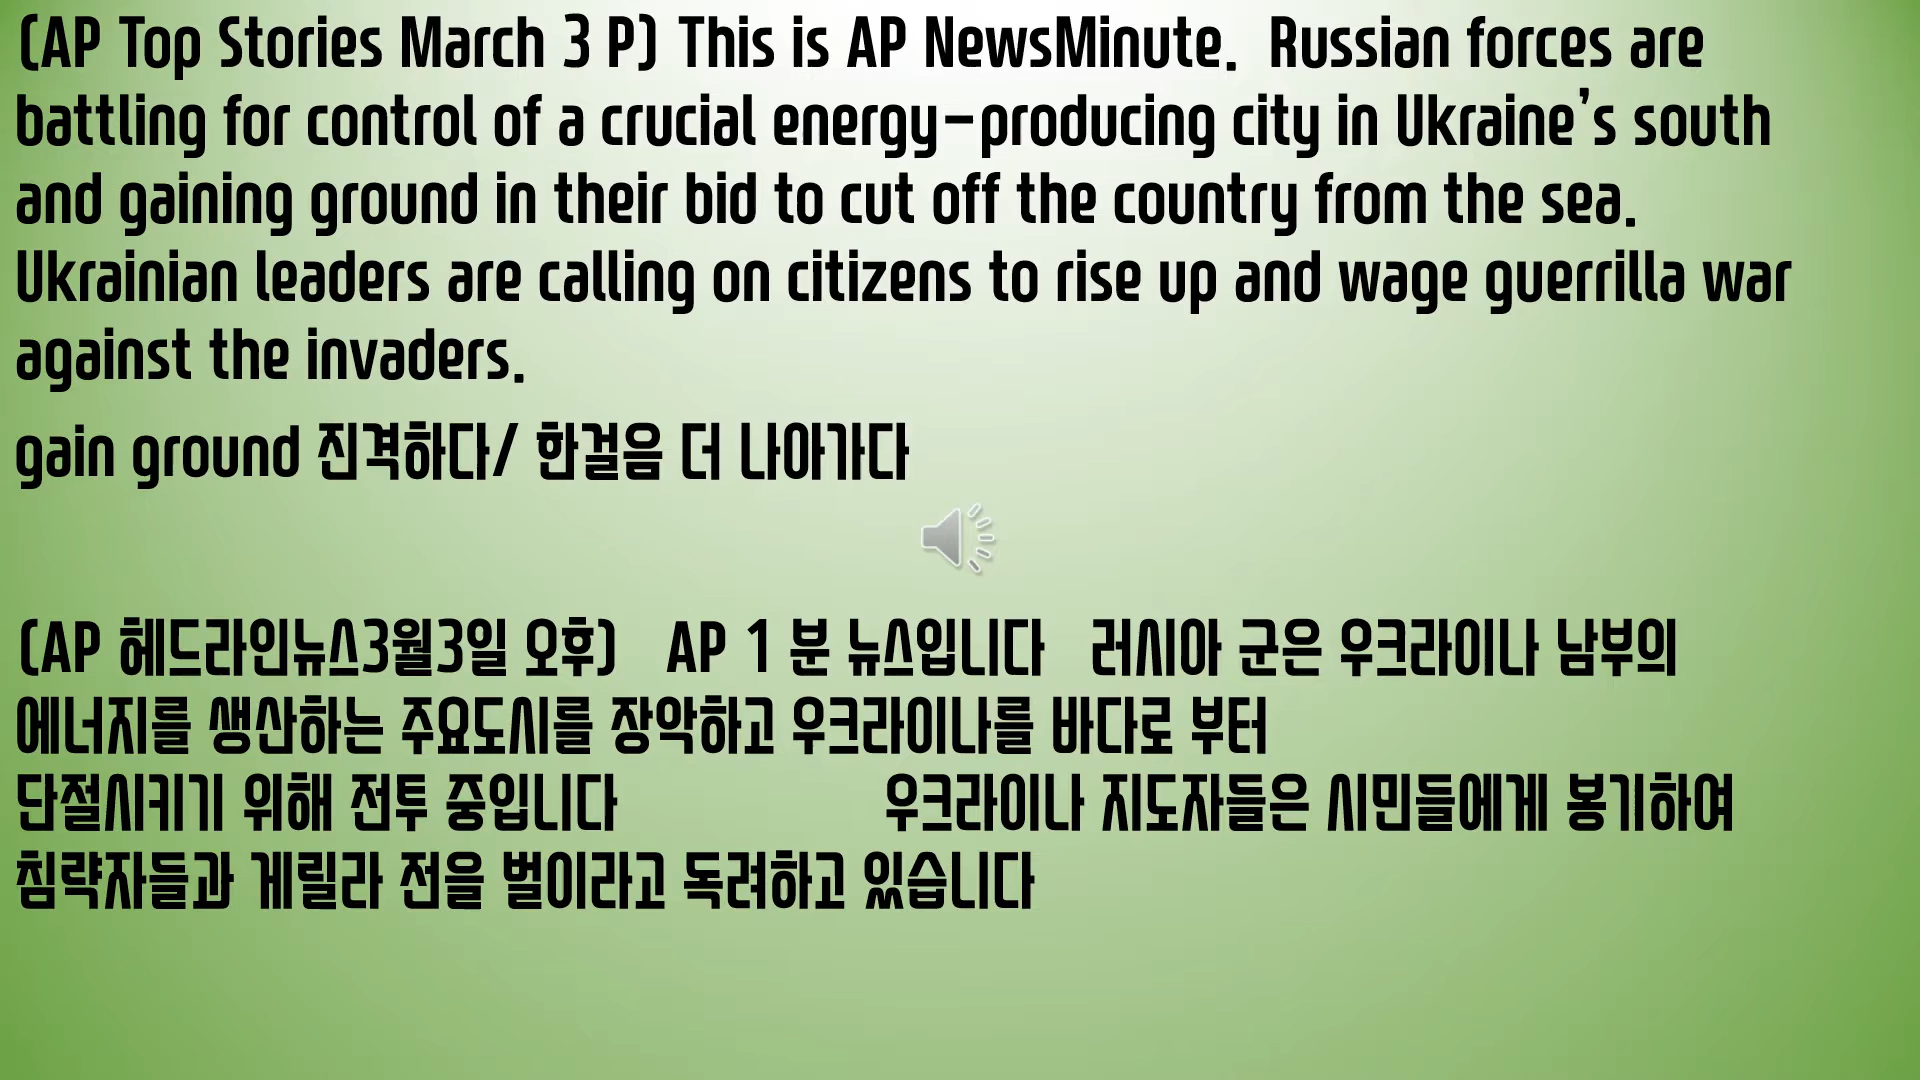 (AP Top Stories March 3 P) This is AP NewsMinute.  Russian forces are
battling for control of a crucial energy-producing city in Ukraine's south
and gaining ground in their bid to cut off the country from the sea.
Ukrainian leaders are calling on citizens to rise up and wage guerrilla war
against the invaders.
gain ground 진격하다/ 한걸음 더 나아가다
(AP 헤드라인뉴스3월3일 오후)   AP 1 분 뉴스입니다   러시아 군은 우크라이나 남부의
에너지를 생산하는 주요도시를 장악하고 우크라이나를 바다로 부터
단절시키기 위해 전투 중입니다                 우크라이나 지도자들은 시민들에게 봉기하여
침략자들과 게릴라 전을 벌이라고 독려하고 있습니다